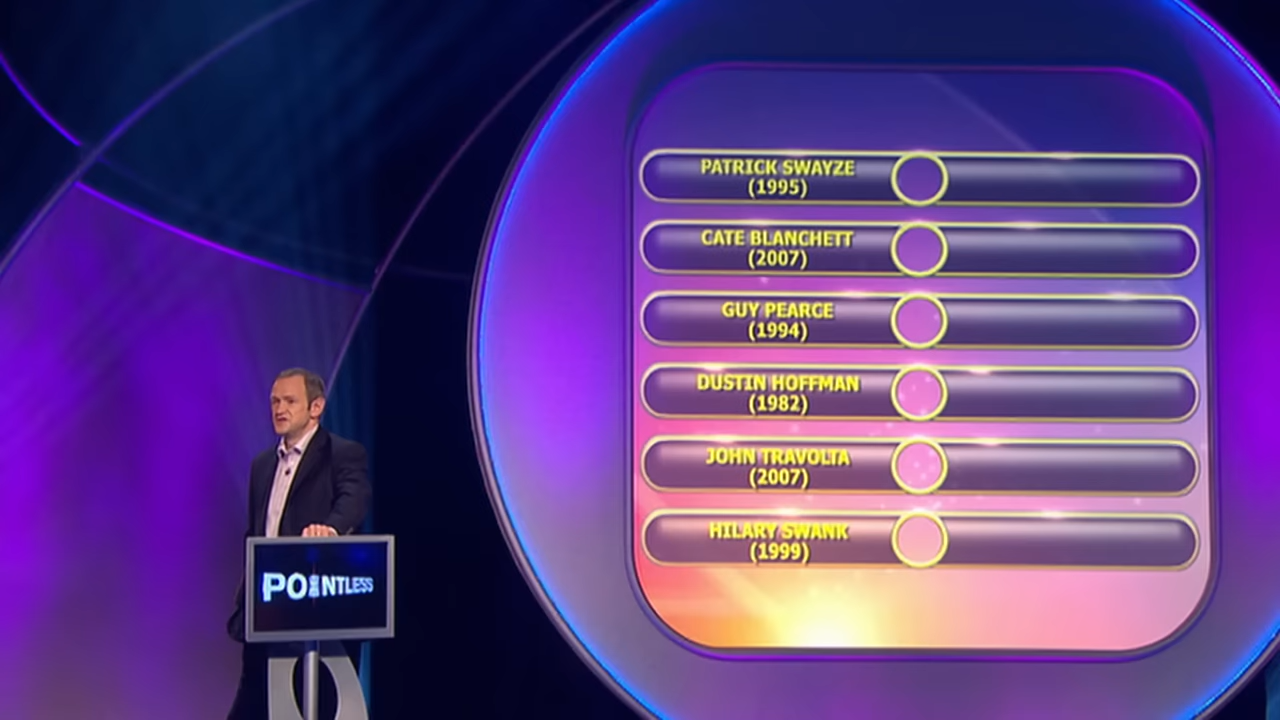 PATRICK SWAYZE
(1995)
CATE BLANCHETT
(2007)
GUY PEARCE
(1994)
DUSTIN HOFFMAN
(1982)
JOHN TRAVOLTA
(2007)
HILARY SWANK
(1999)
POINTLESS